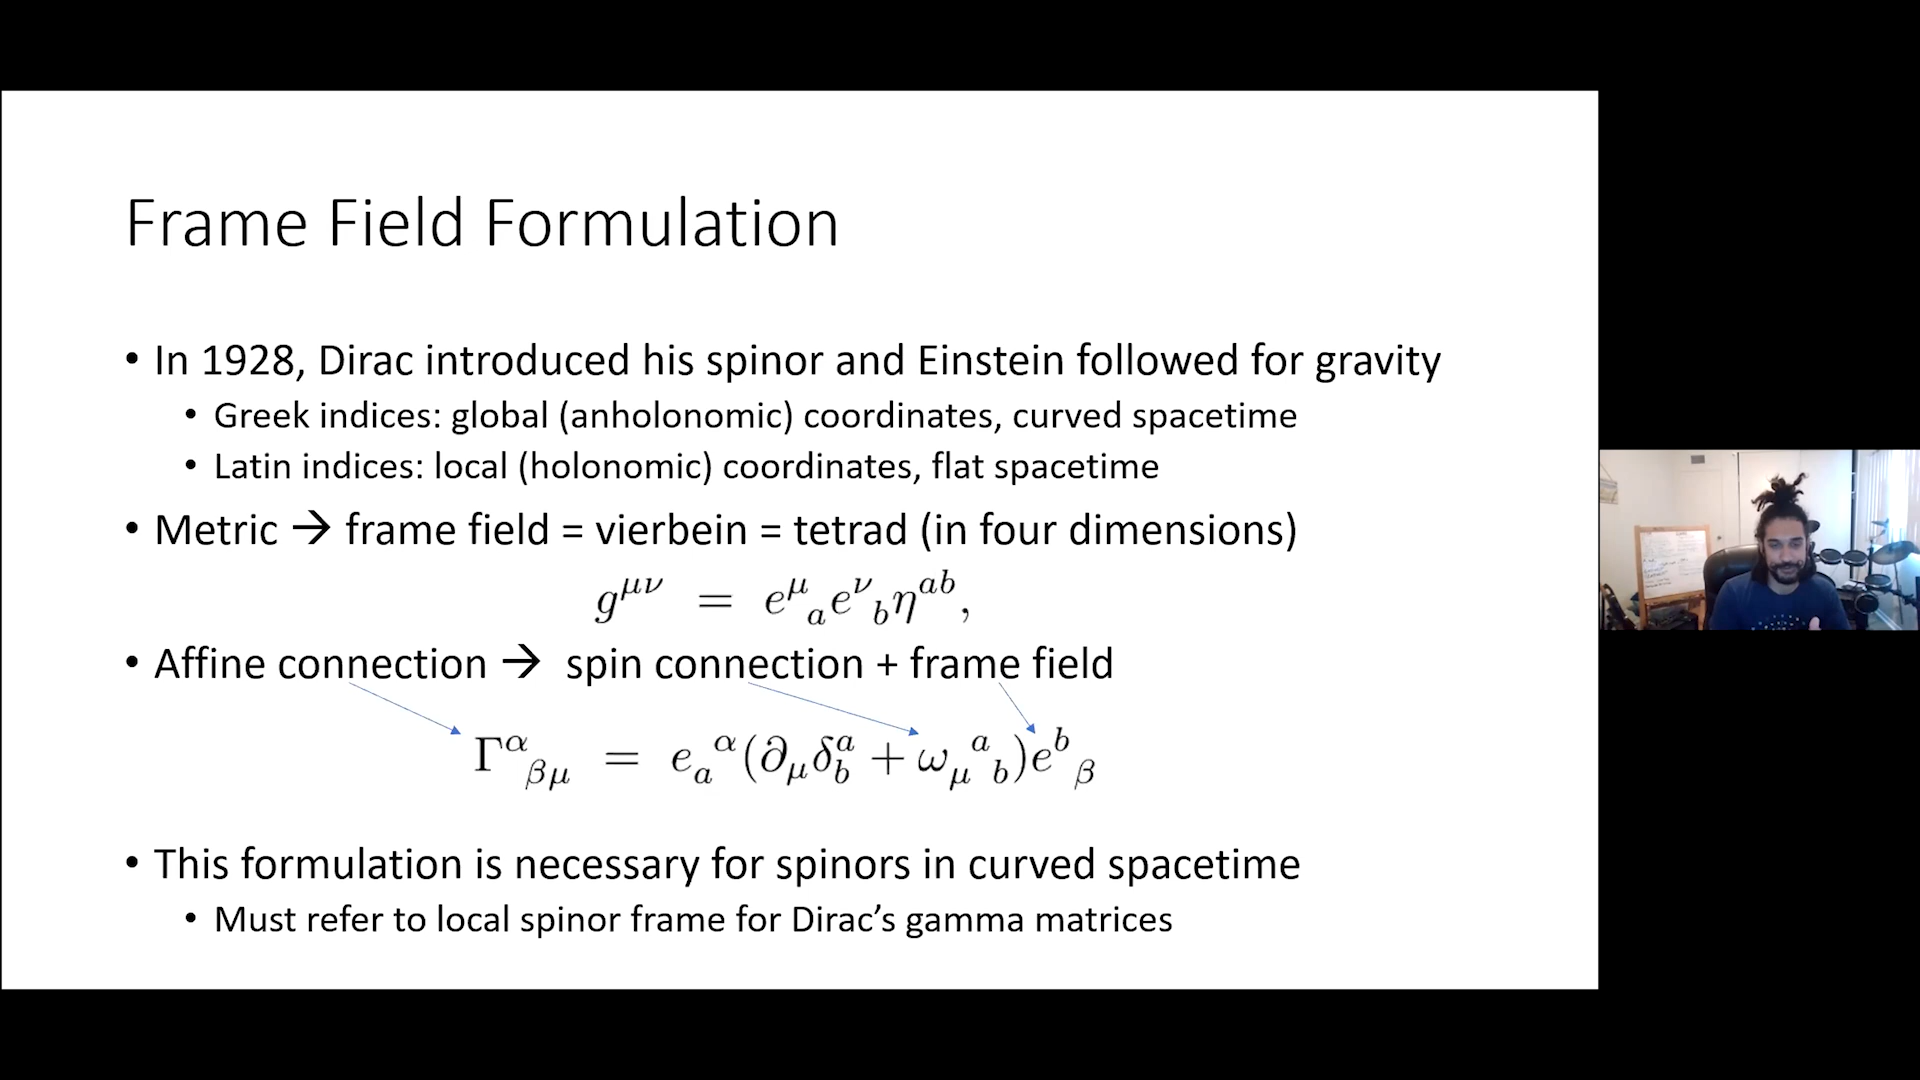 Frame Field Formulation
• In 1928, Dirac introduced his spinor and Einstein followed for gravity
• Greek indices: global (anholonomic) coordinates, curved spacetime
• Latin indices: local (holonomic) coordinates, flat spacetime
• Metric → frame field = vierbein = tetrad (in four dimensions)
g^{μν} = e^μ_a e^ν_b η^{ab},
• Affine connection → spin connection + frame field
Γ^α_{βμ} = e_a^α(∂_μ δ^a_b + ω_μ^a_b)e^b_β
• This formulation is necessary for spinors in curved spacetime
• Must refer to local spinor frame for Dirac’s gamma matrices